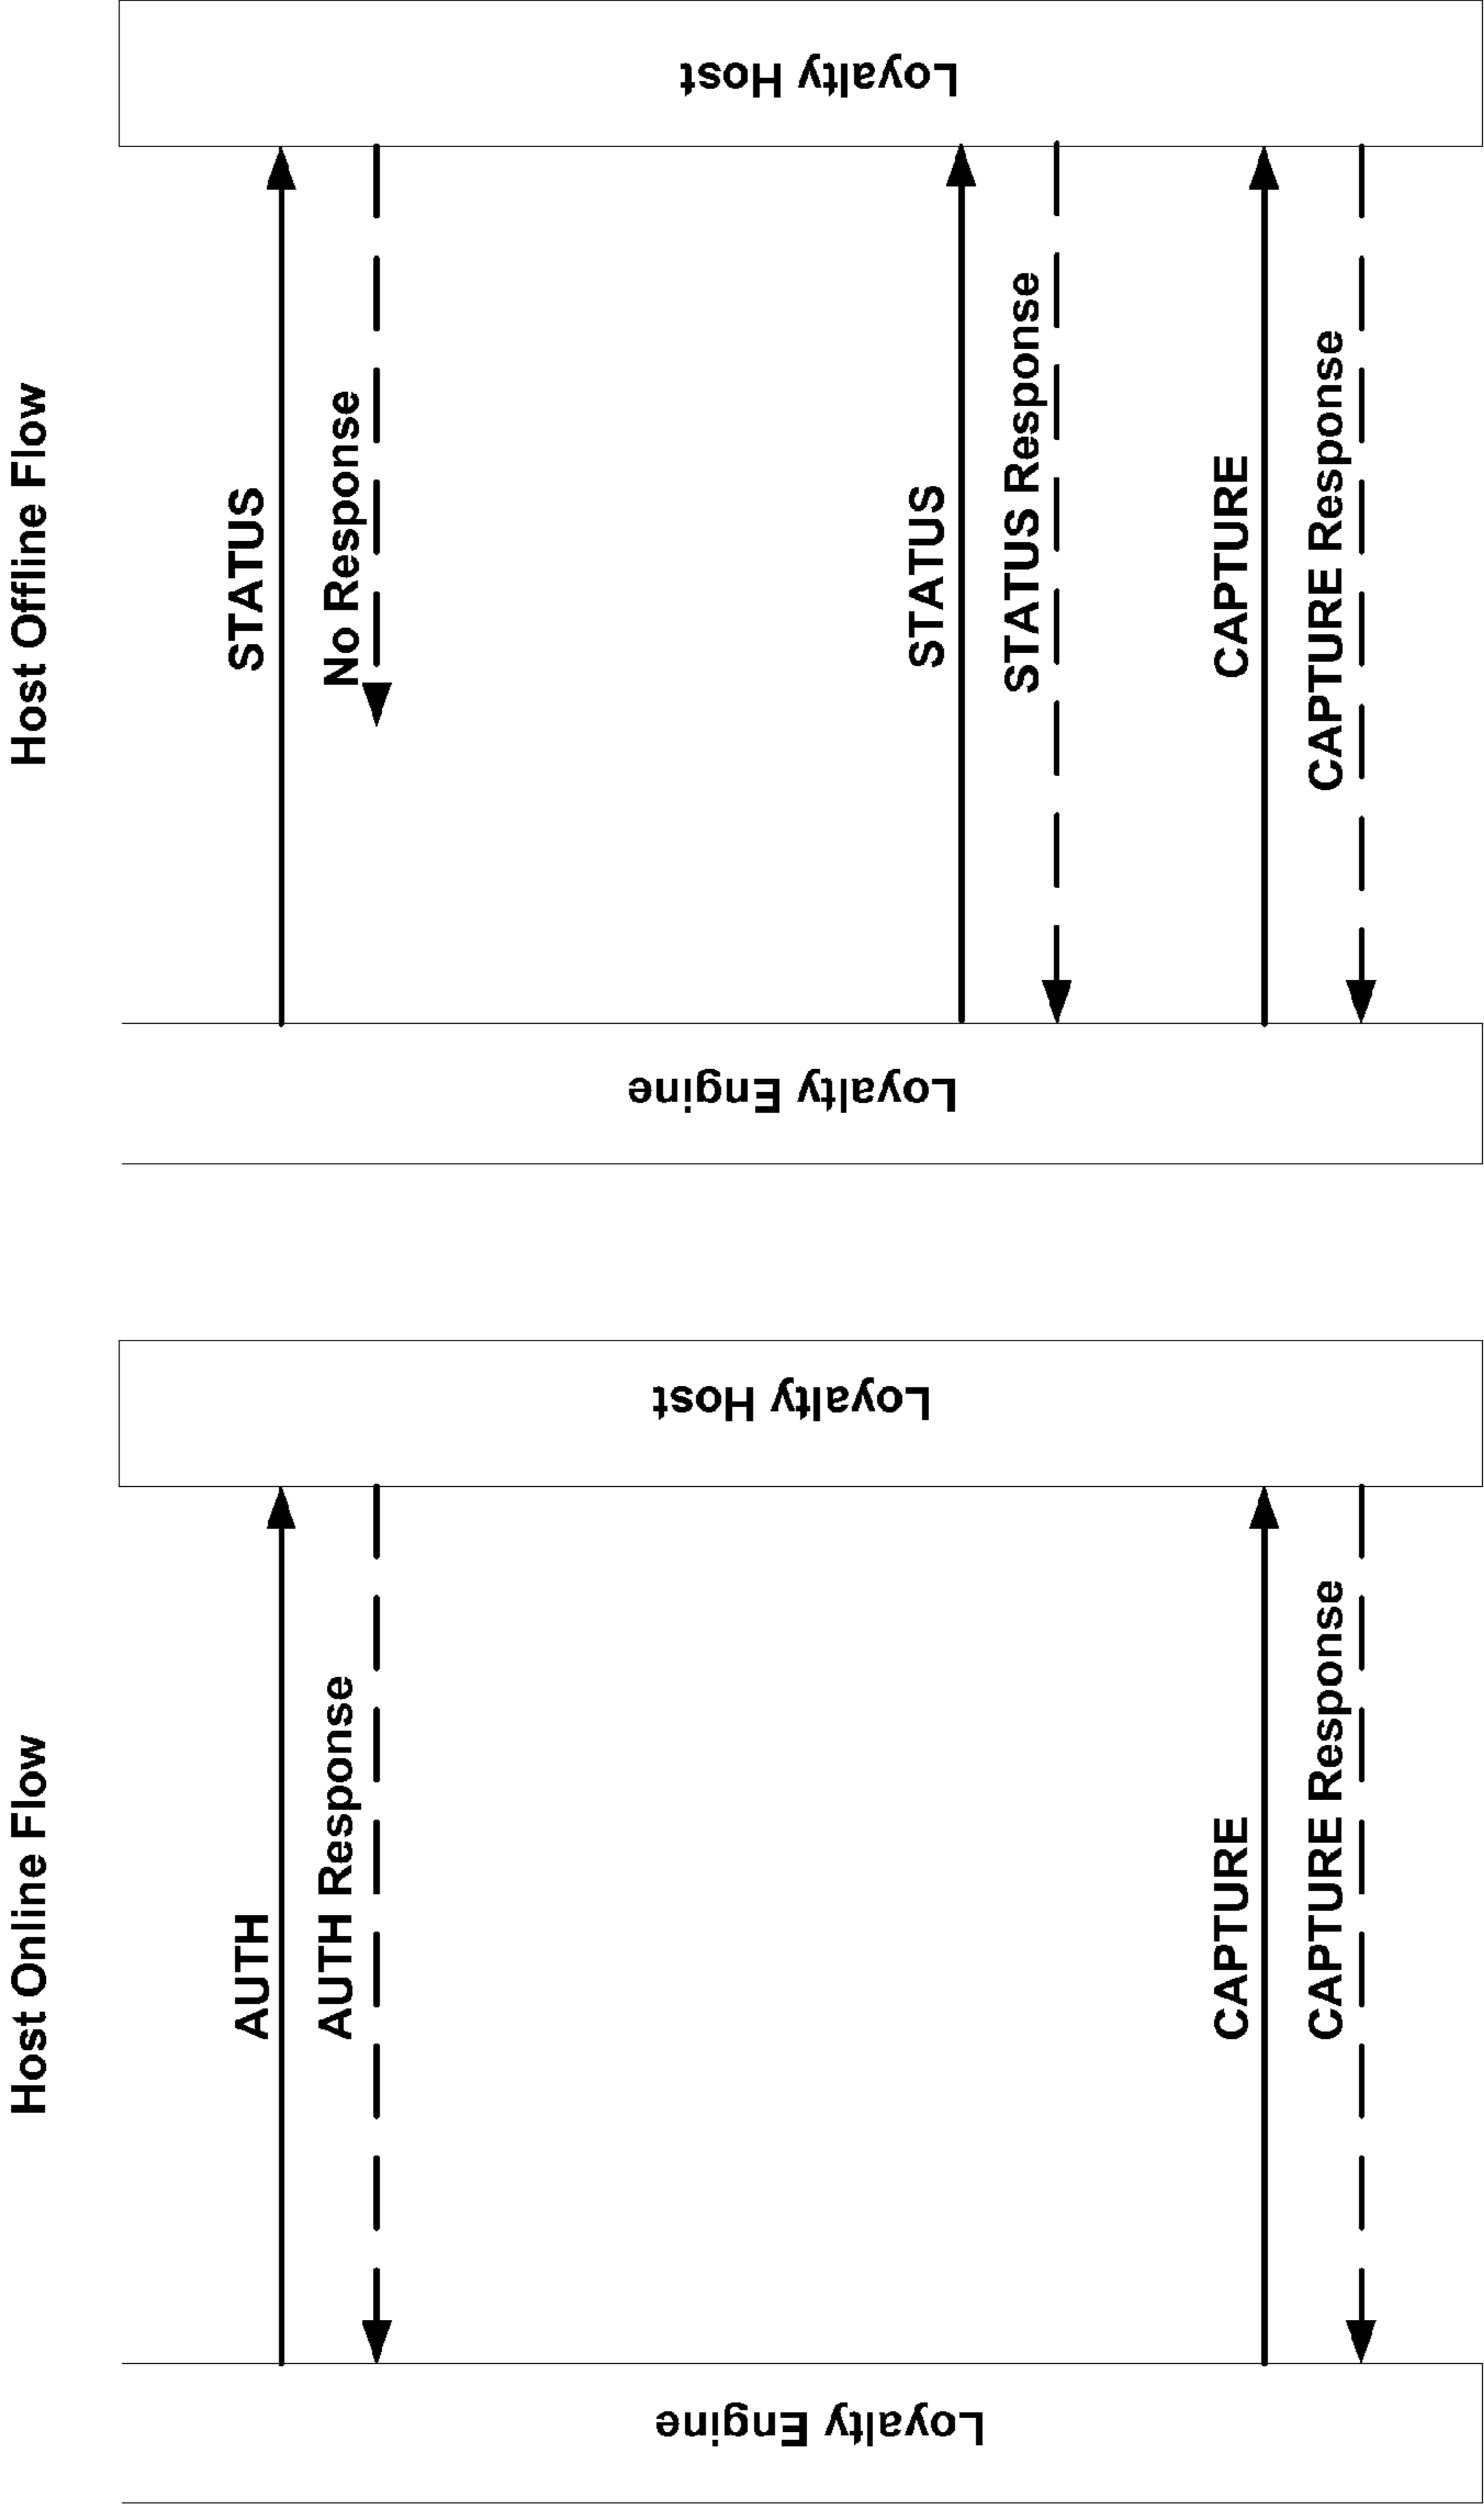 Host Online Flow
Loyalty Engine
AUTH
AUTH Response
CAPTURE
CAPTURE Response
Loyalty Host
Host Offline Flow
Loyalty Engine
STATUS
No Response
STATUS
STATUS Response
CAPTURE
CAPTURE Response
Loyalty Host